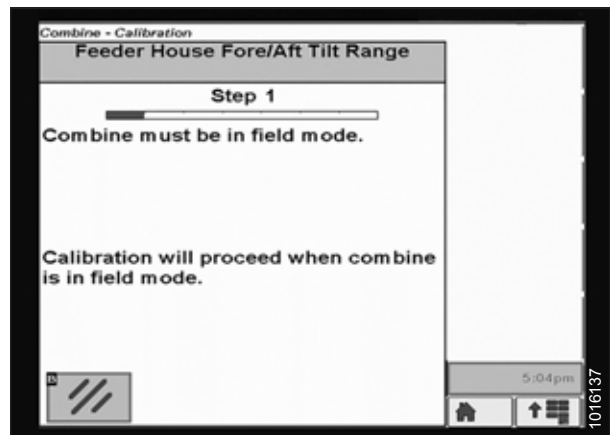 Combine - Calibration
Feeder House Fore/Aft Tilt Range
Step 1
Combine must be in field mode.
Calibration will proceed when combine
is in field mode.
B
5:04pm
1016137